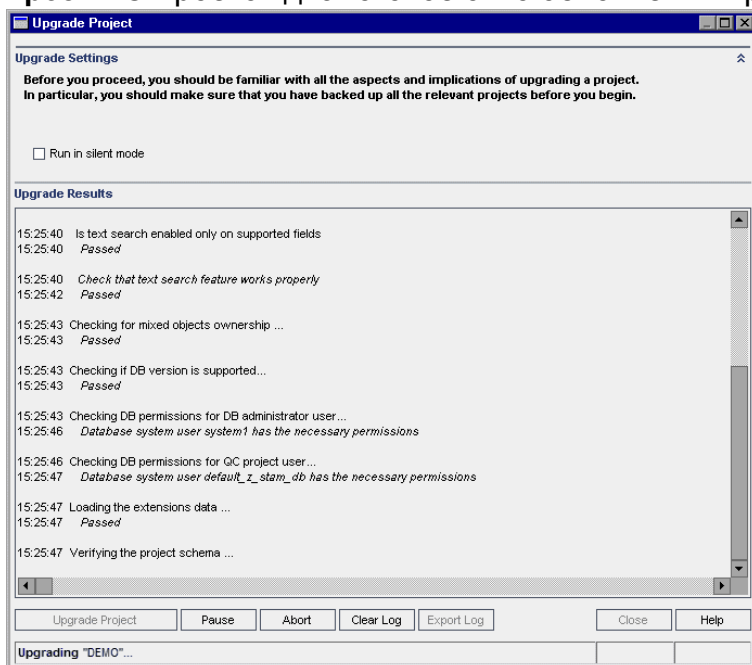 Upgrade Project
Upgrade Settings
Before you proceed, you should be familiar with all the aspects and implications of upgrading a project.
In particular, you should make sure that you have backed up all the relevant projects before you begin.
Run in silent mode
Upgrade Results
15:25:40 Is text search enabled only on supported fields
15:25:40 Passed
15:25:40 Check that text search feature works properly
15:25:42 Passed
15:25:43 Checking for mixed objects ownership ...
15:25:43 Passed
15:25:43 Checking if DB version is supported...
15:25:43 Passed
15:25:43 Checking DB permissions for DB administrator user...
15:25:46 Database system user system1 has the necessary permissions
15:25:46 Checking DB permissions for QC project user...
15:25:47 Database system user default_z_stam_db has the necessary permissions
15:25:47 Loading the extensions data ...
15:25:47 Passed
15:25:47 Verifying the project schema ...
Upgrade Project Pause Abort Clear Log Export Log Close Help
Upgrading "DEMO"...